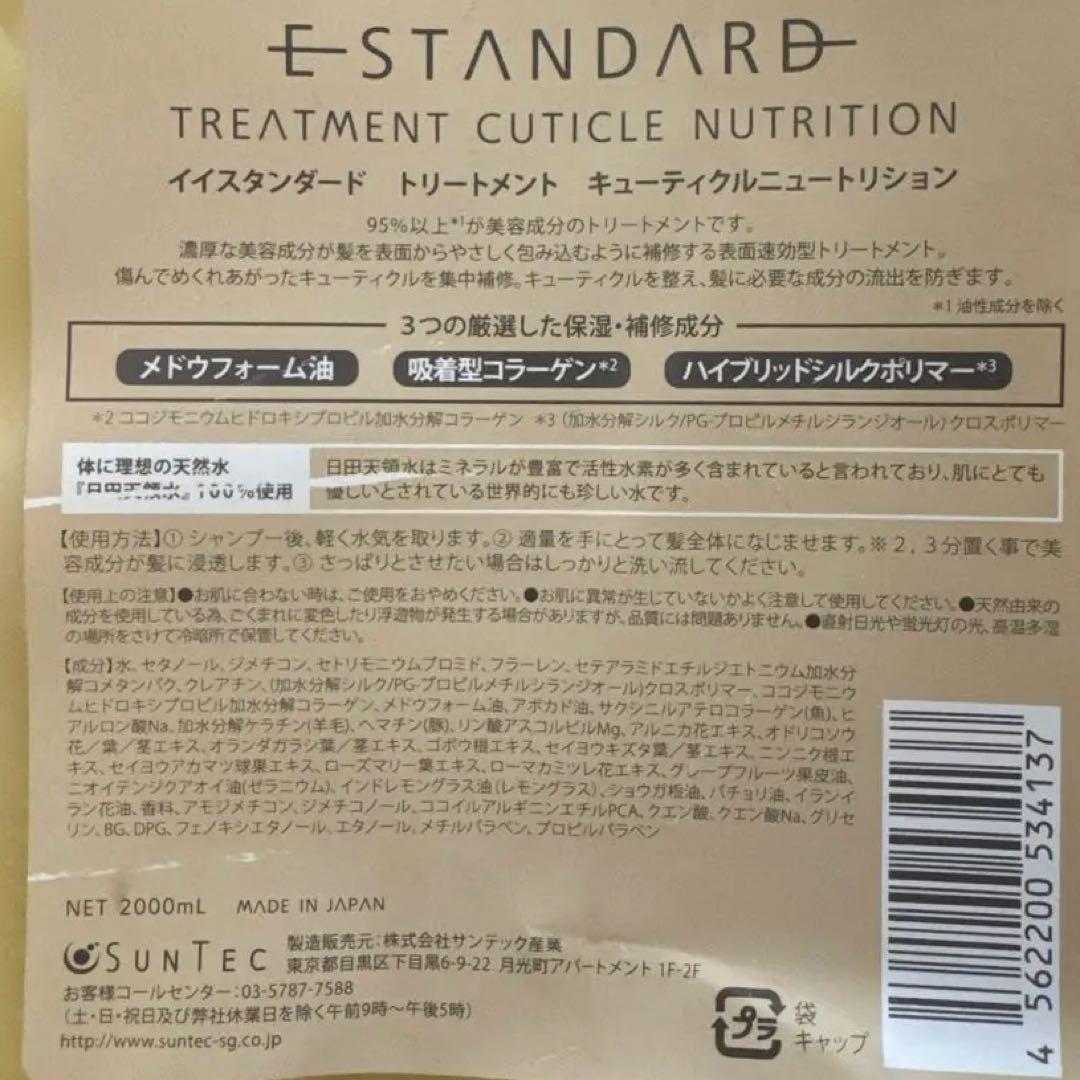 E STANDARD
TREATMENT CUTICLE NUTRITION
イイスタンダード トリートメント キューティクルニュートリション
95%以上*1が美容成分のトリートメントです。
濃厚な美容成分が髪を表面からやさしく包み込むように補修する表面速効型トリートメント。
傷んでめくれあがったキューティクルを集中補修。キューティクルを整え、髪に必要な成分の流出を防ぎます。
*1 油性成分を除く
3つの厳選した保湿・補修成分
メドウフォーム油 吸着型コラーゲン*2 ハイブリッドシルクポリマー*3
*2 ココジモニウムヒドロキシプロピル加水分解コラーゲン *3 (加水分解シルク/PG-プロピルメチルシランジオール)クロスポリマー
体に理想の天然水
『日田天領水』100%使用
日田天領水はミネラルが豊富で活性水素が多く含まれていると言われており、肌にとても
優しいとされている世界的にも珍しい水です。
【使用方法】① シャンプー後、軽く水気を取ります。② 適量を手にとって髪全体になじませます。※ 2, 3分置く事で美
容成分が髪に浸透します。③ さっぱりとさせたい場合はしっかりと洗い流してください。
【使用上の注意】●お肌に合わない時は、ご使用をおやめください。●お肌に異常が生じていないかよく注意して使用してください。●天然由来の
成分を使用している為、ごくまれに変色したり浮遊物が発生する場合がありますが、品質には問題ありません。●直射日光や蛍光灯の光、高温多湿
の場所をさけて冷暗所で保管してください。
【成分】水、セタノール、ジメチコン、セトリモニウムブロミド、フラーレン、セテアラミドエチルジエトニウム加水分
解コメタンパク、クレアチン、(加水分解シルク/PG-プロピルメチルシランジオール)クロスポリマー、ココジモニウ
ムヒドロキシプロピル加水分解コラーゲン、メドウフォーム油、アボカド油、サクシニルアテロコラーゲン(魚)、ヒ
アルロン酸Na、加水分解ケラチン(羊毛)、ヘマチン(豚)、リン酸アスコルビルMg、アルニカ花エキス、オドリコソウ
花/葉/茎エキス、オランダガラシ葉/茎エキス、ゴボウ根エキス、セイヨウキズタ葉/茎エキス、ニンニク根エ
キス、セイヨウアカマツ球果エキス、ローズマリー葉エキス、ローマカミツレ花エキス、グレープフルーツ果皮油、
ニオイテンジクアオイ油(ゼラニウム)、インドレモングラス油(レモングラス)、ショウガ根油、パチョリ油、イランイ
ラン花油、香料、アモジメチコン、ジメチコノール、ココイルアルギニンエチルPCA、クエン酸、クエン酸Na、グリセ
リン、BG、DPG、フェノキシエタノール、エタノール、メチルパラベン、プロピルパラベン
NET 2000mL MADE IN JAPAN
SUNTEC
製造販売元:株式会社サンテック産業
東京都目黒区下目黒6-9-22 月光町アパートメント 1F-2F
お客様コールセンター:03-5787-7588
(土・日・祝日及び弊社休業日を除く午前9時〜午後5時)
http://www.suntec-sg.co.jp
プラ
袋
キャップ
4 562200 534137